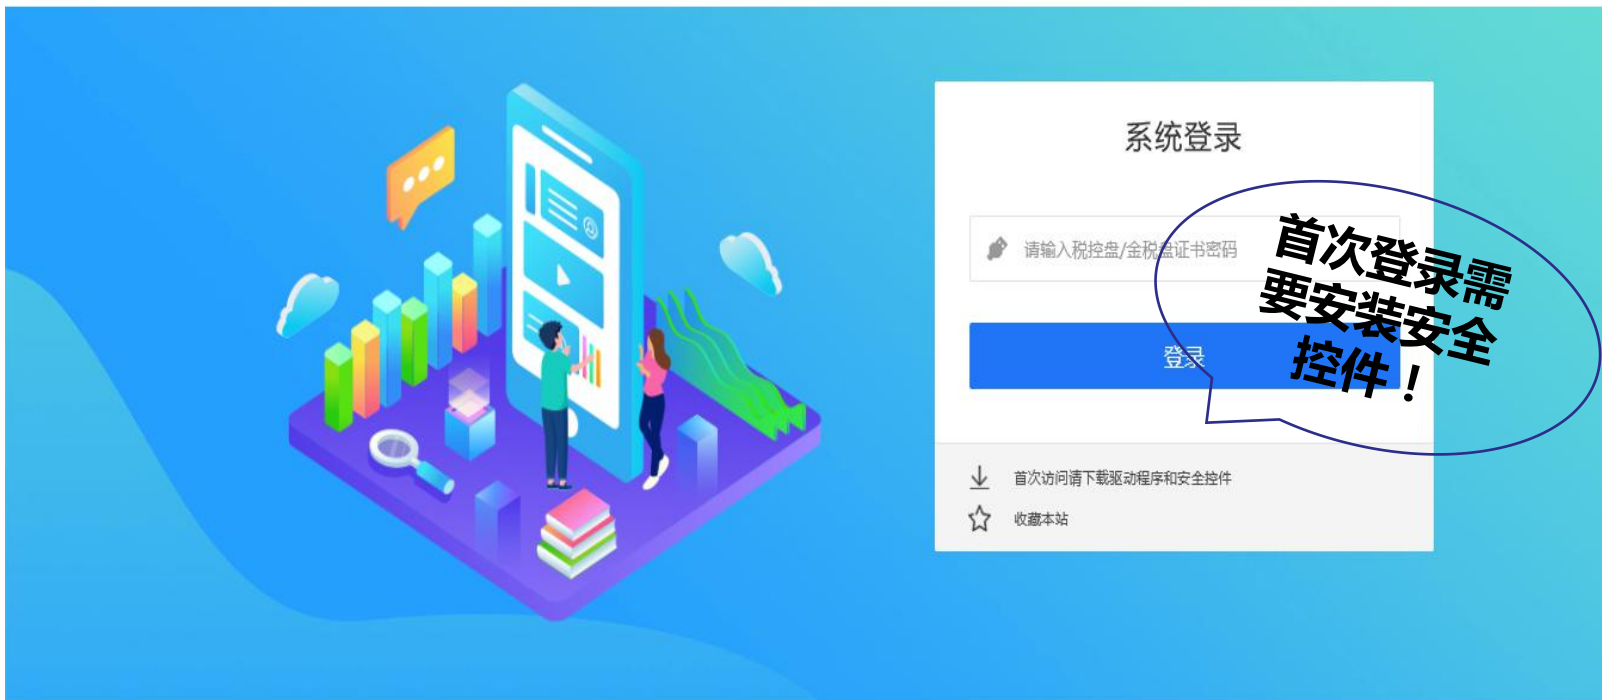 系统登录
请输入税控盘/金税盘证书密码
登录
首次登录需
要安装安全
控件！
首次访问请下载驱动程序和安全控件
收藏本站